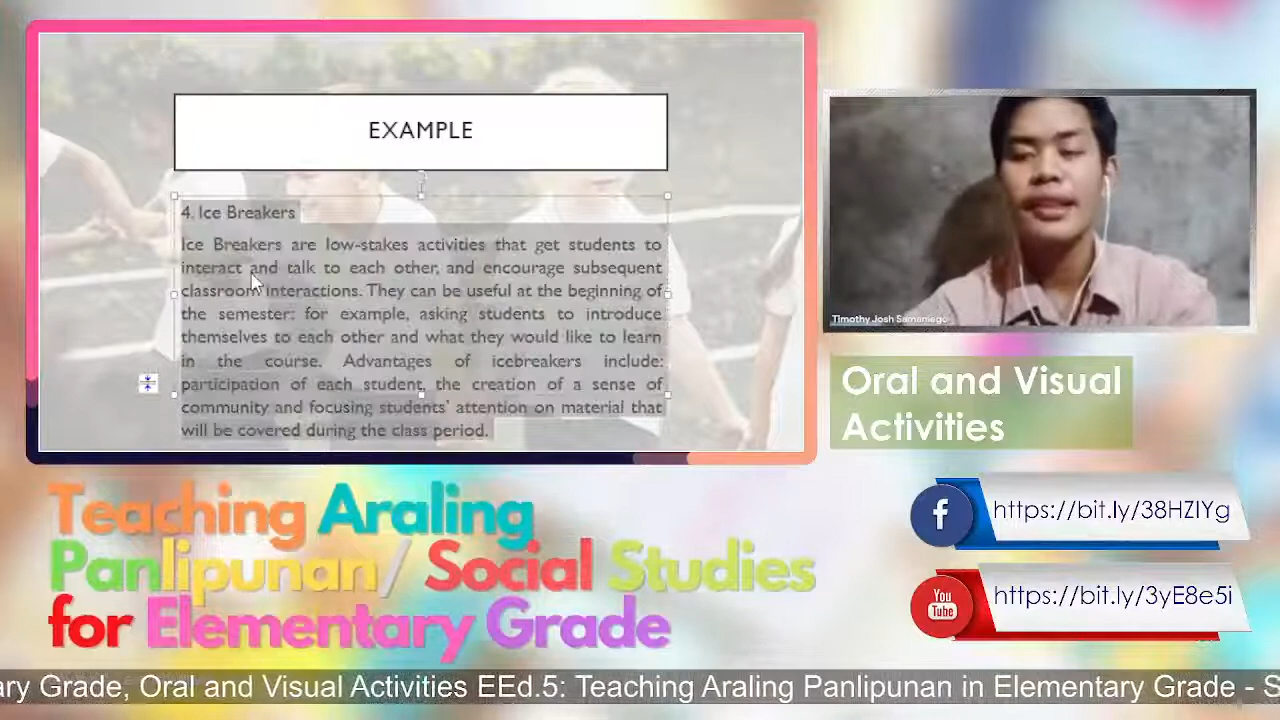 EXAMPLE
4. Ice Breakers
Ice Breakers are low-stakes activities that get students to
interact and talk to each other, and encourage subsequent
classroom interactions. They can be useful at the beginning of
the semester: for example, asking students to introduce
themselves to each other and what they would like to learn
in the course. Advantages of icebreakers include:
participation of each student, the creation of a sense of
community and focusing students' attention on material that
will be covered during the class period.
Timothy Josh Samaniego
Oral and Visual
Activities
https://bit.ly/38HZIYg
You
Tube
https://bit.ly/3yE8e5i
Teaching Araling
Panlipunan/ Social Studies
for Elementary Grade
ary Grade, Oral and Visual Activities EEd.5: Teaching Araling Panlipunan in Elementary Grade - S